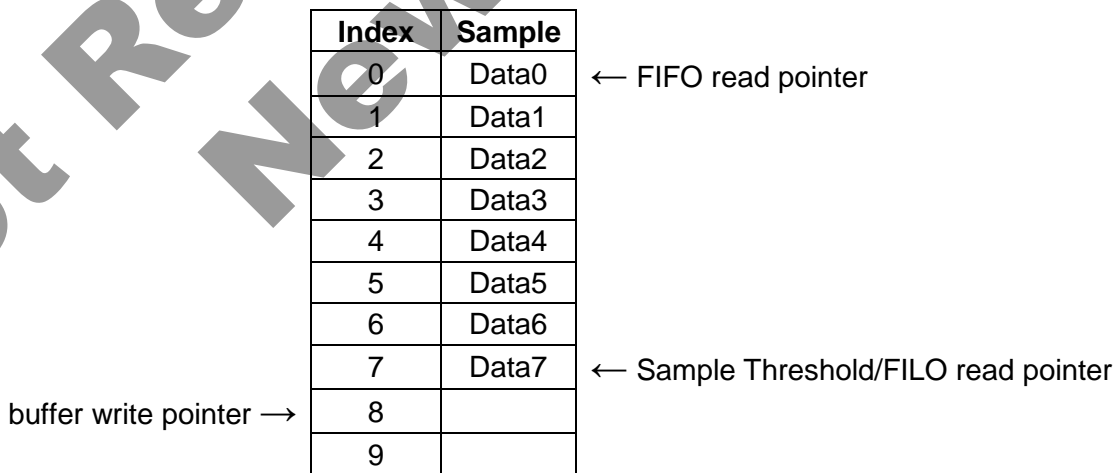 Index Sample
0 Data0 ← FIFO read pointer
1 Data1
2 Data2
3 Data3
4 Data4
5 Data5
6 Data6
7 Data7 ← Sample Threshold/FILO read pointer
buffer write pointer → 8
9